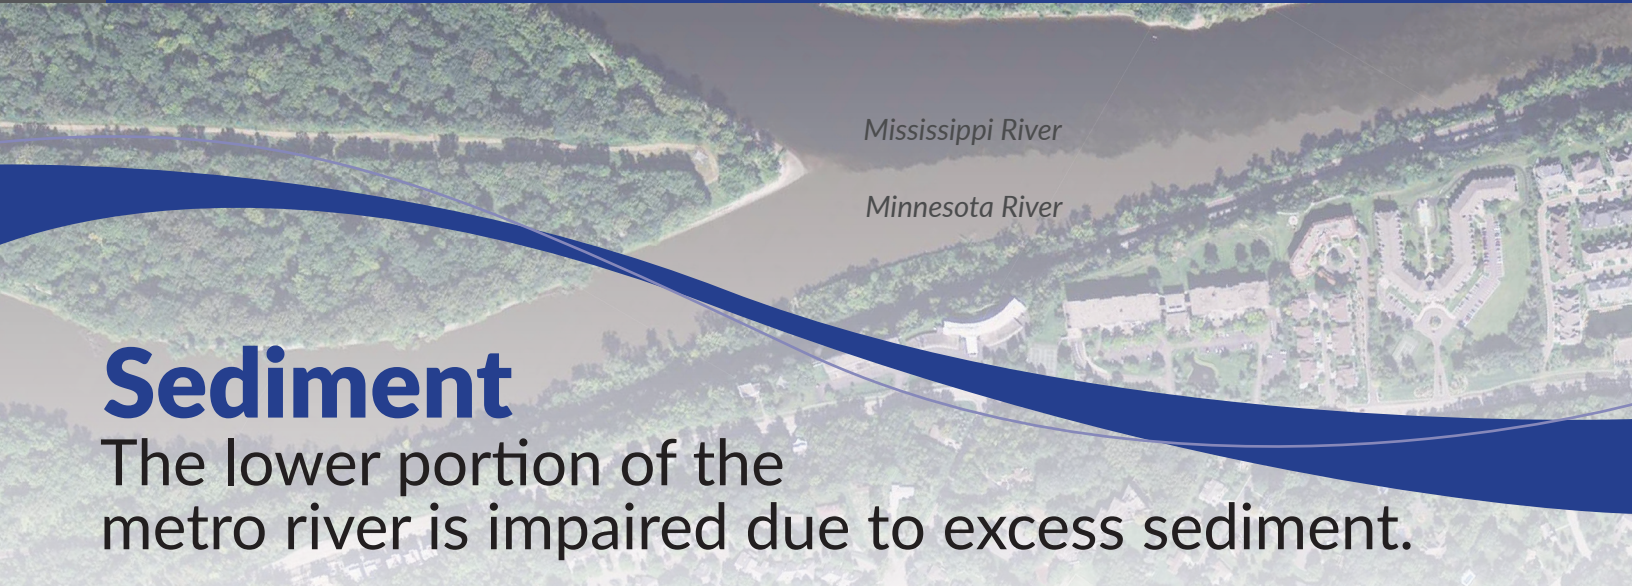 Mississippi River
Minnesota River
Sediment
The lower portion of the
metro river is impaired due to excess sediment.